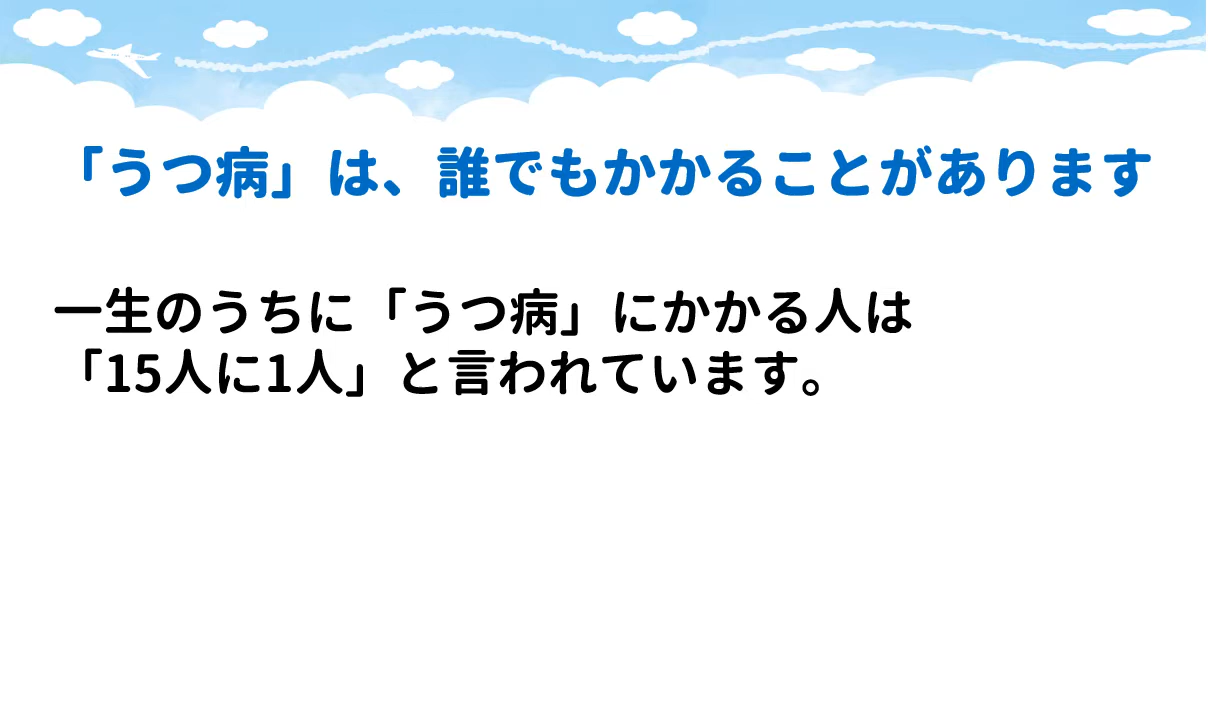 「うつ病」は、誰でもかかることがあります
一生のうちに「うつ病」にかかる人は
「15人に1人」と言われています。